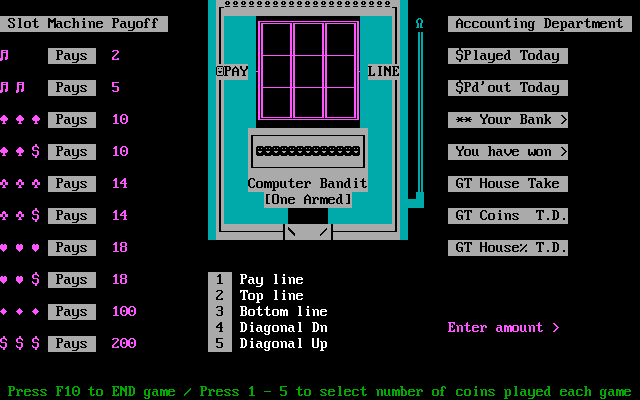 Slot Machine Payoff
♫ Pays 2
♫ ♫ Pays 5
♠ ♠ ♠ Pays 10
♠ ♠ $ Pays 10
♣ ♣ ♣ Pays 14
♣ ♣ $ Pays 14
♥ ♥ ♥ Pays 18
♥ ♥ $ Pays 18
♦ ♦ ♦ Pays 100
$ $ $ Pays 200
☺PAY LINE
Computer Bandit
[One Armed]
1 Pay line
2 Top line
3 Bottom line
4 Diagonal Dn
5 Diagonal Up
Accounting Department
$Played Today
$Pd'out Today
** Your Bank >
You have won >
GT House Take
GT Coins T.D.
GT House% T.D.
Enter amount >
Press F10 to END game / Press 1 - 5 to select number of coins played each game